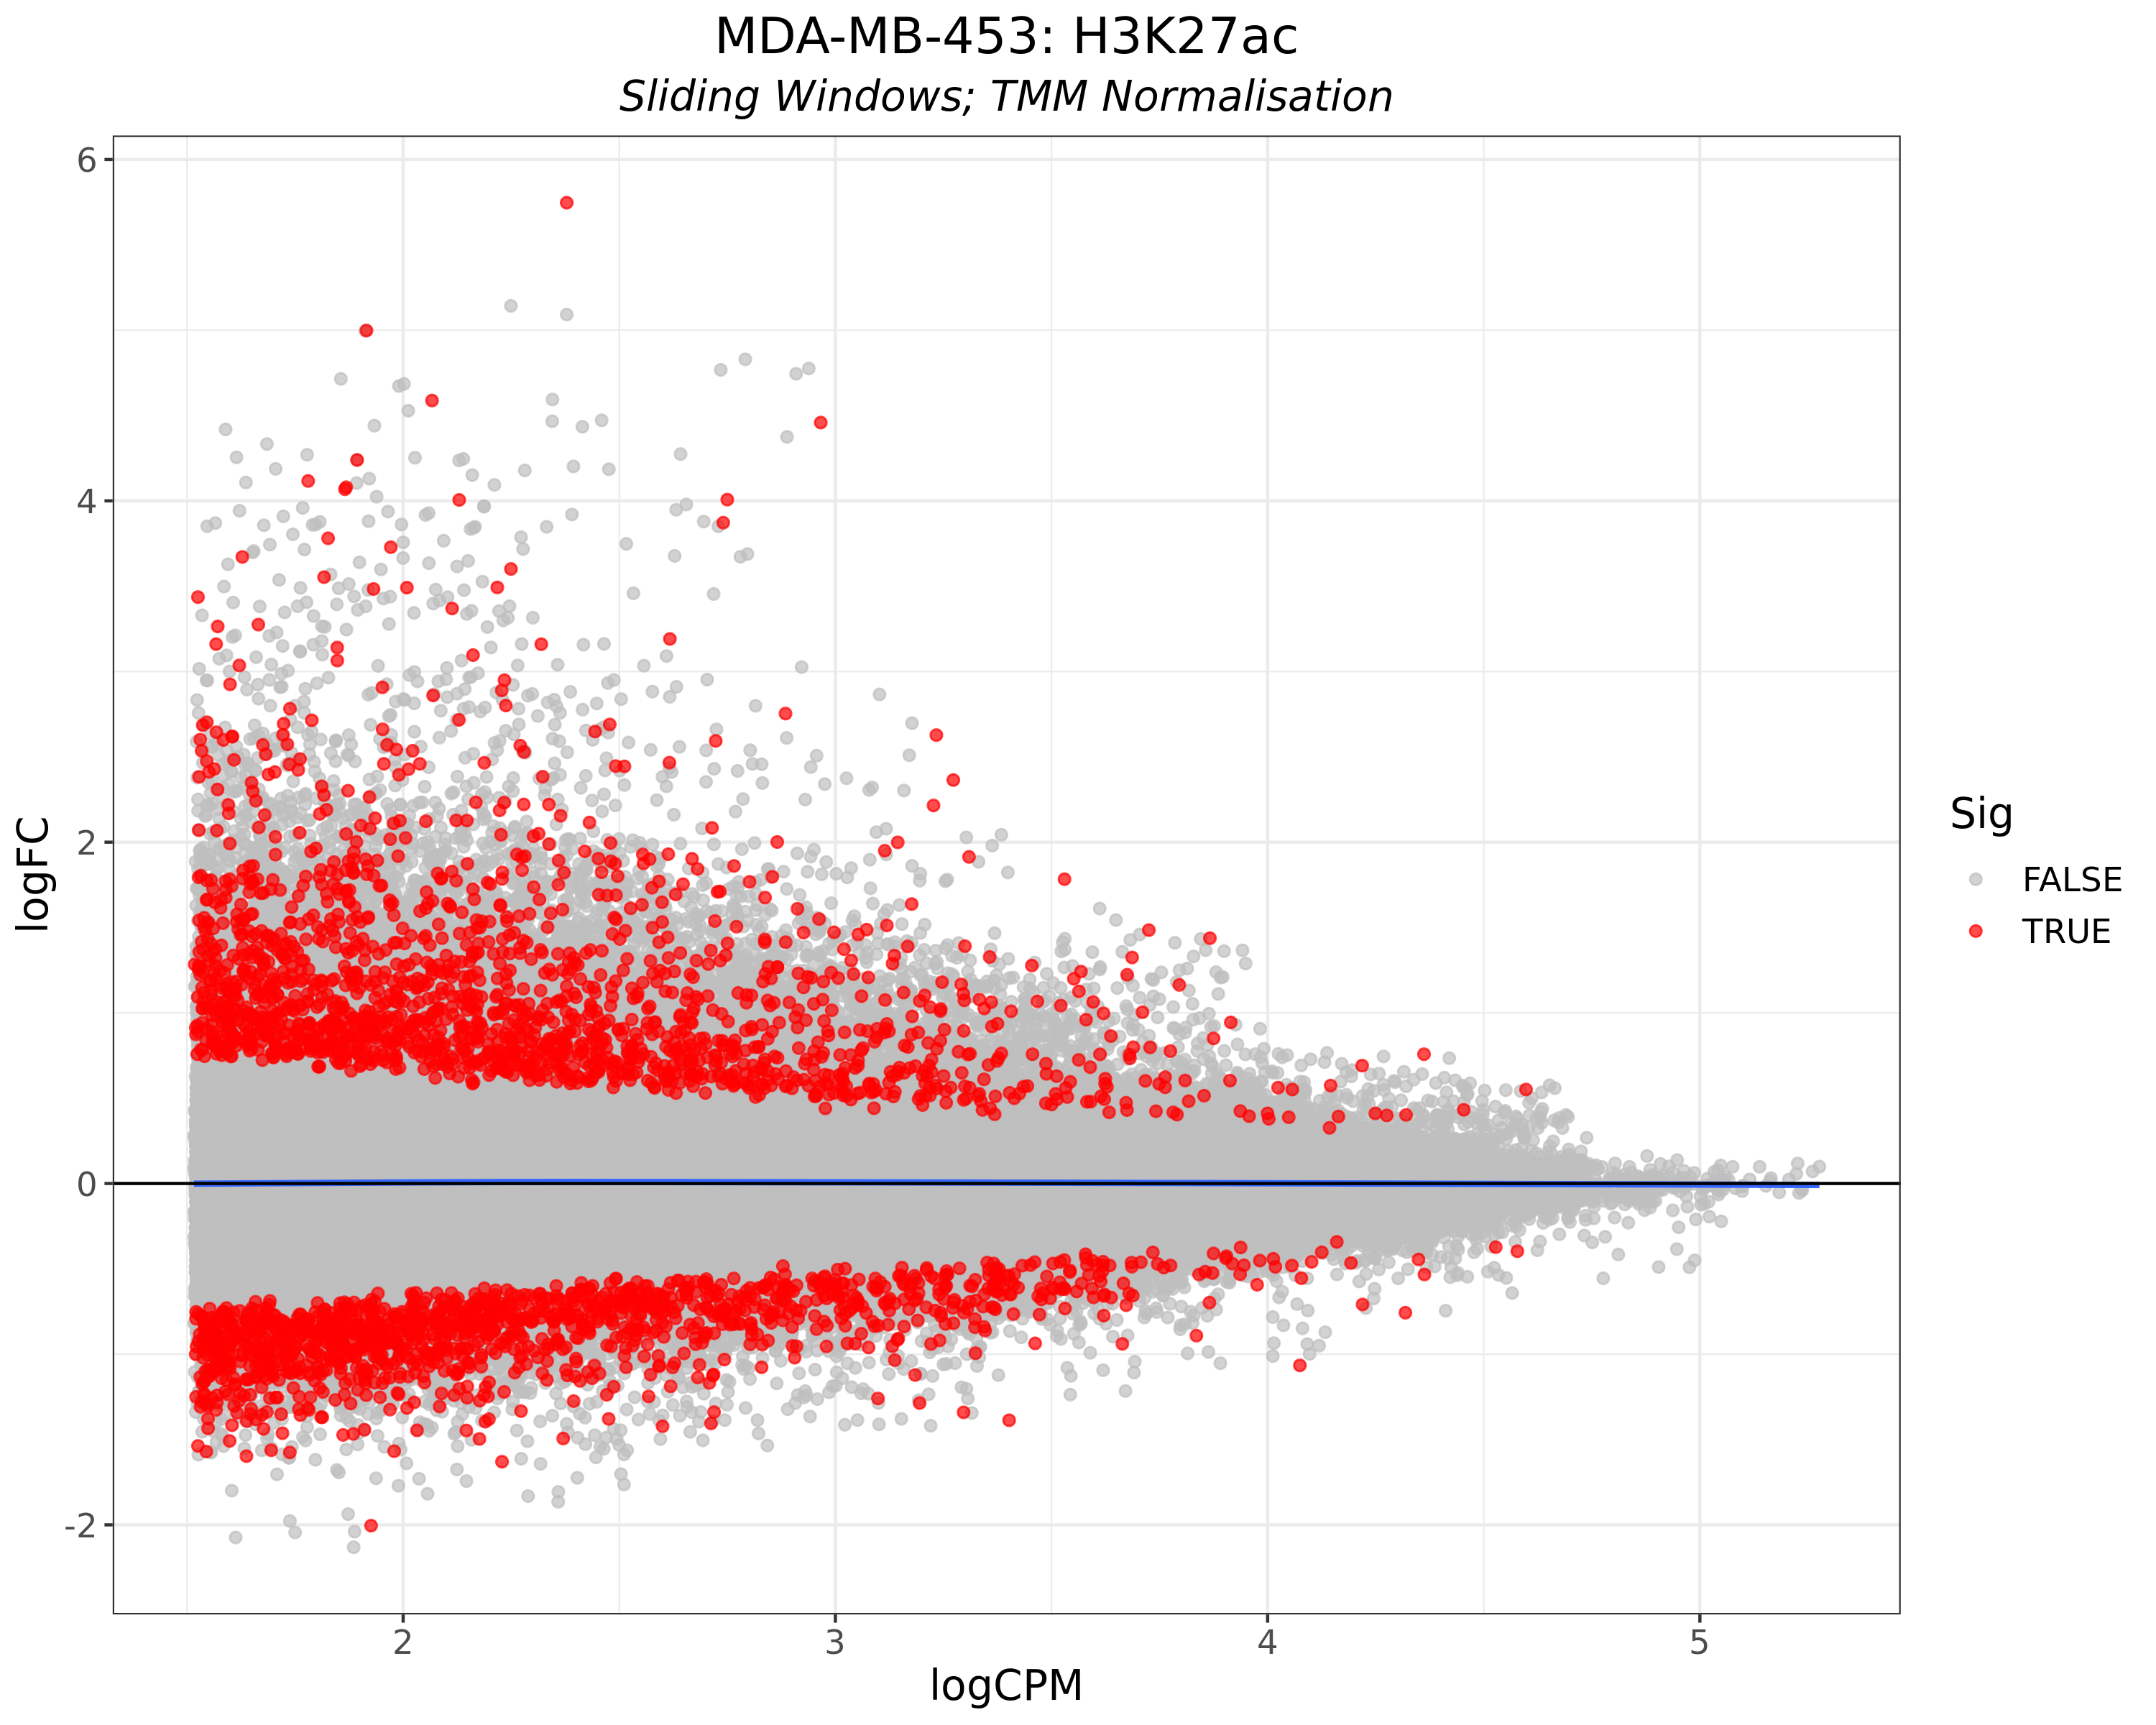 MDA-MB-453: H3K27ac
Sliding Windows; TMM Normalisation
6
4
2
0
-2
logFC
2
3
4
5
logCPM
Sig
FALSE
TRUE